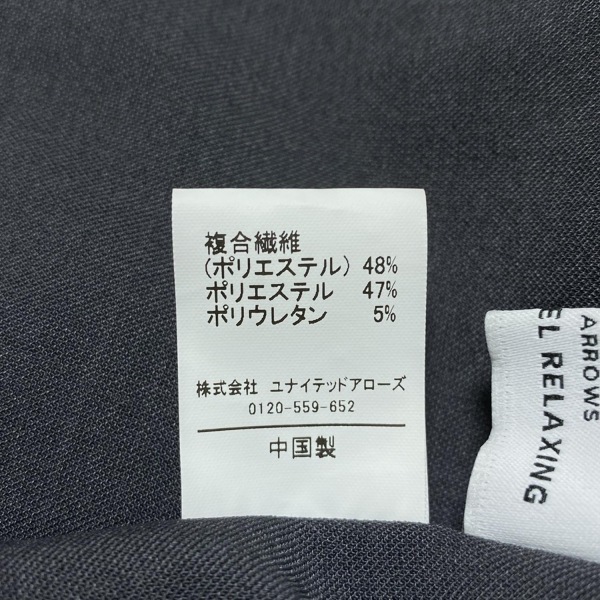 複合繊維
(ポリエステル) 48%
ポリエステル 47%
ポリウレタン 5%
株式会社 ユナイテッドアローズ
0120-559-652
中国製
ARROWS
EL RELAXING